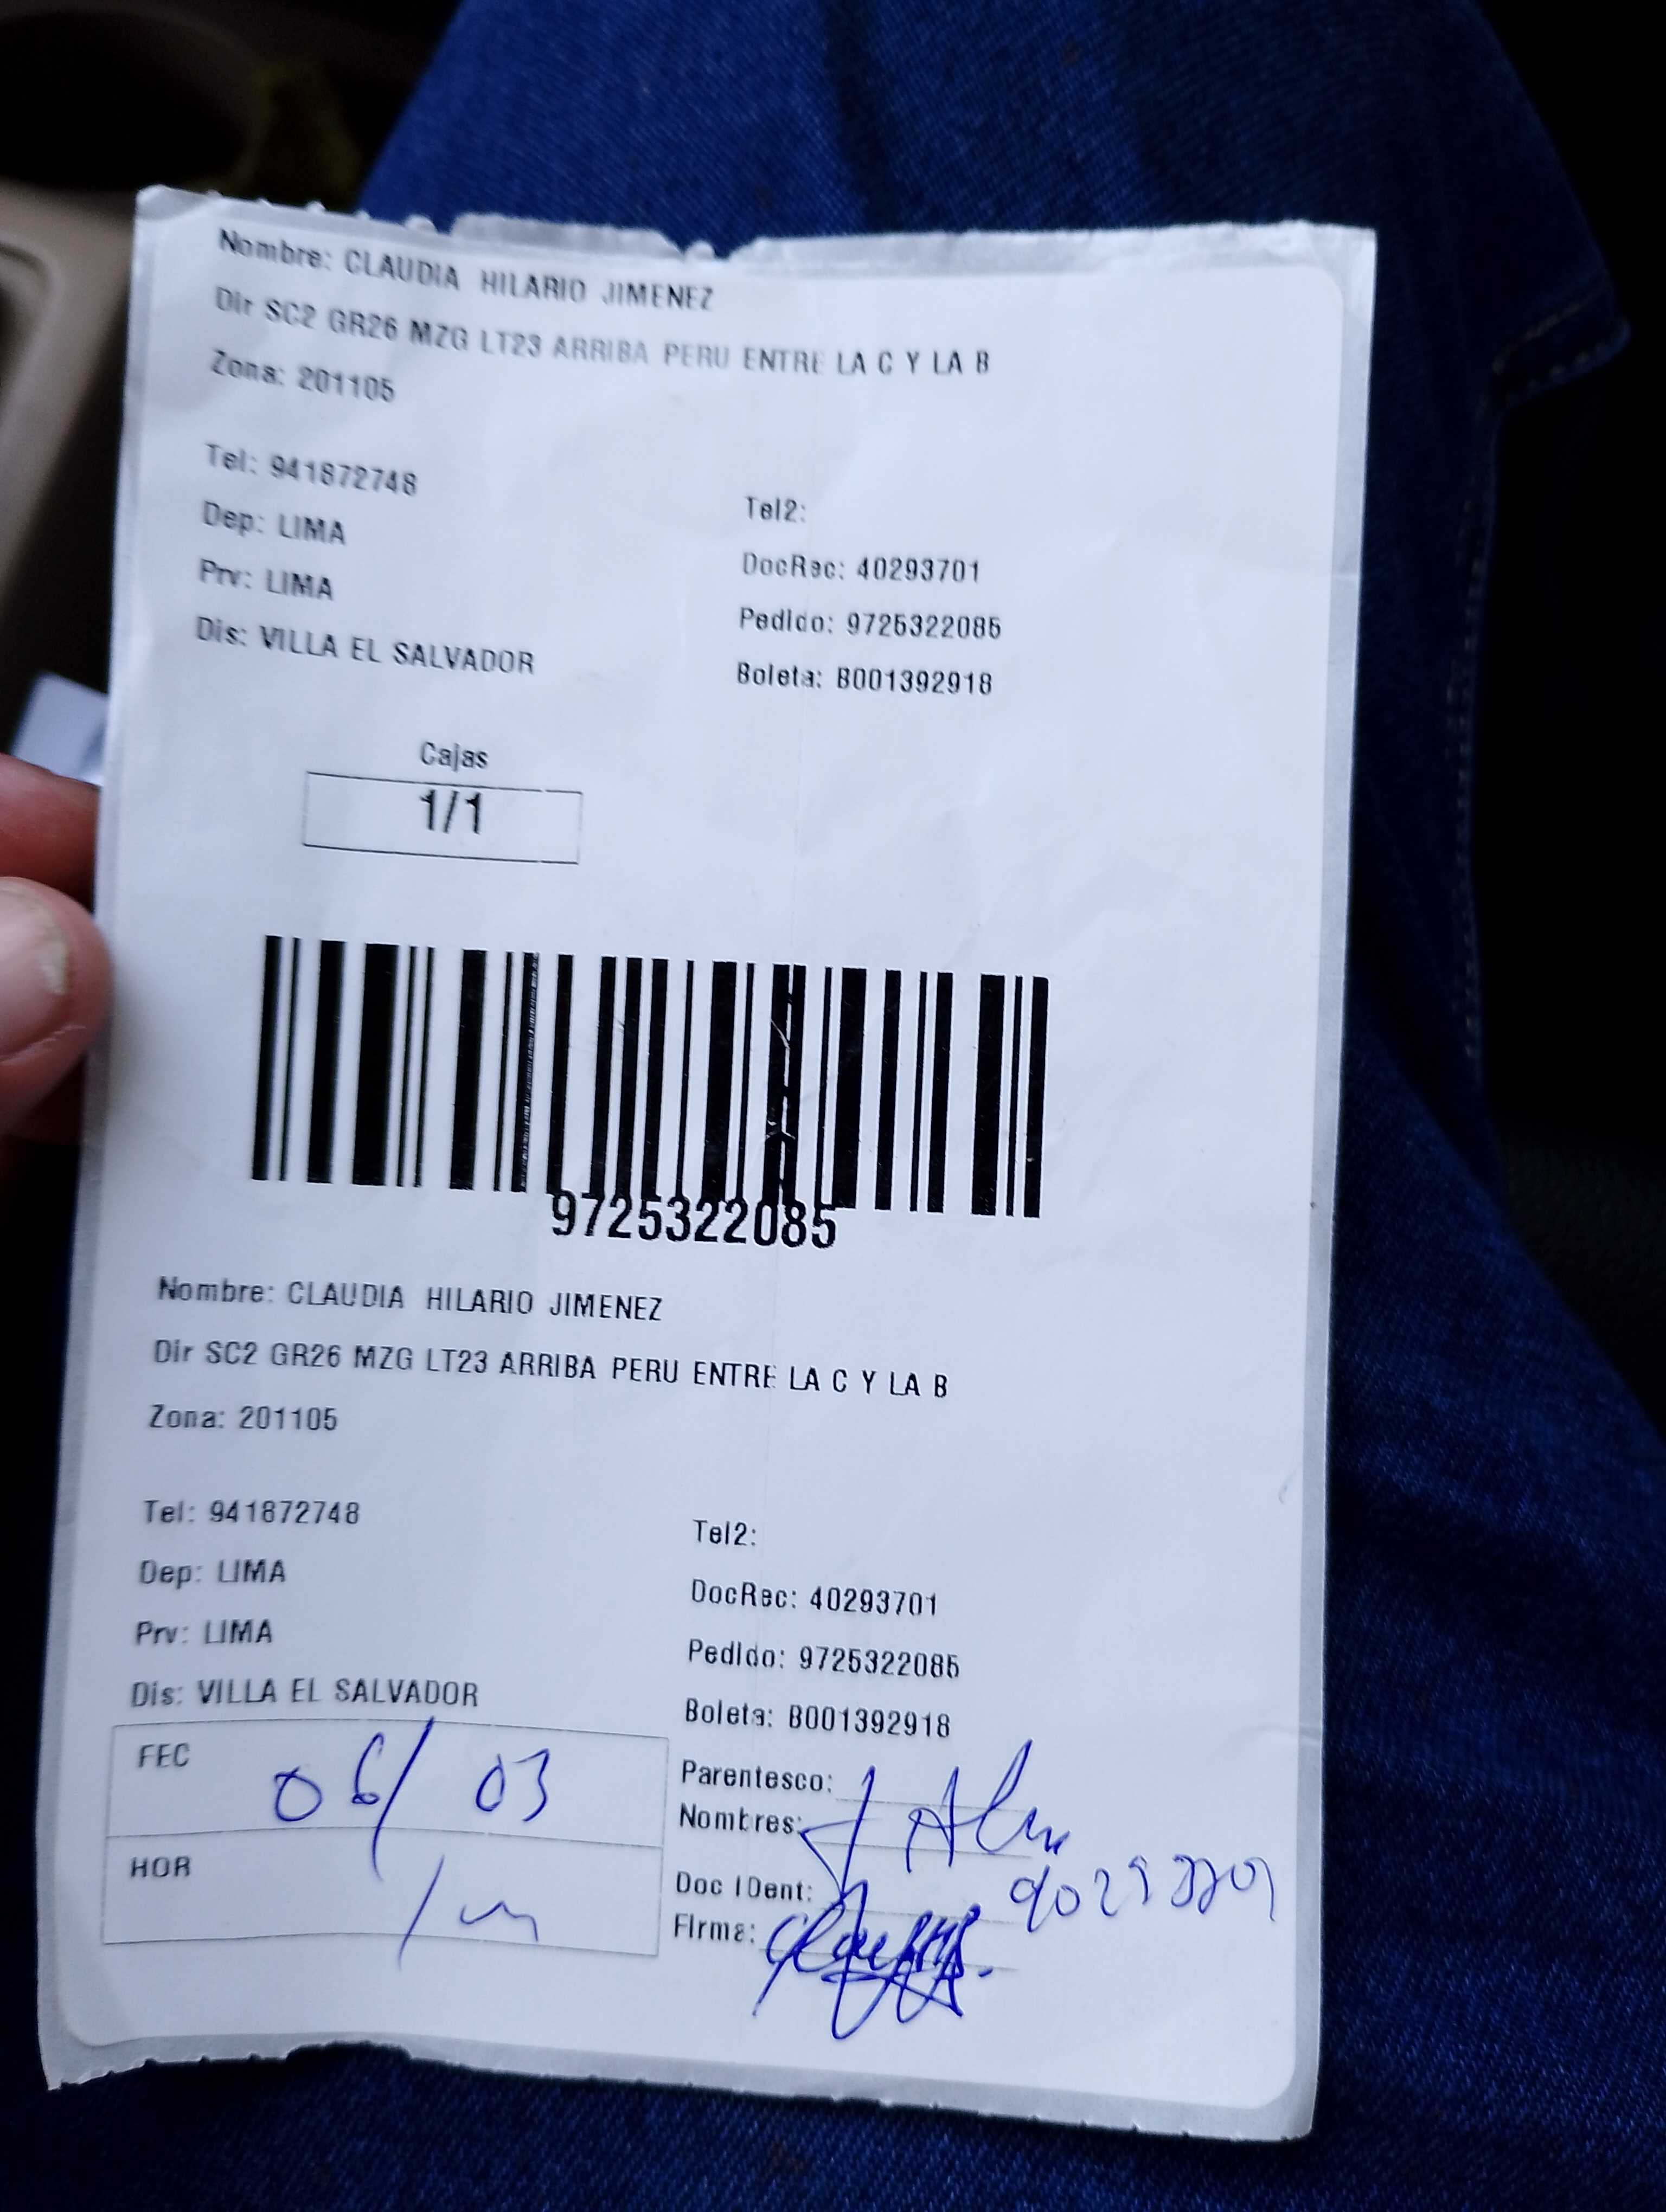 Nombre: CLAUDIA HILARIO JIMENEZ
Dir SC2 GR26 MZG LT23 ARRIBA PERU ENTRE LA C Y LA B
Zona: 201105
Tel: 941872748
Tel2:
Dep: LIMA
DocRec: 40293701
Prv: LIMA
Pedido: 9725322085
Dis: VILLA EL SALVADOR
Boleta: B001392918
Cajas
1/1
9725322085
Nombre: CLAUDIA HILARIO JIMENEZ
Dir SC2 GR26 MZG LT23 ARRIBA PERU ENTRE LA C Y LA B
Zona: 201105
Tel: 941872748
Tel2:
Dep: LIMA
DocRec: 40293701
Prv: LIMA
Pedido: 9725322085
Dis: VILLA EL SALVADOR
Boleta: B001392918
FEC 06/03
Parentesco:
Nombres:
HOR
Doc IDent:
Firma: